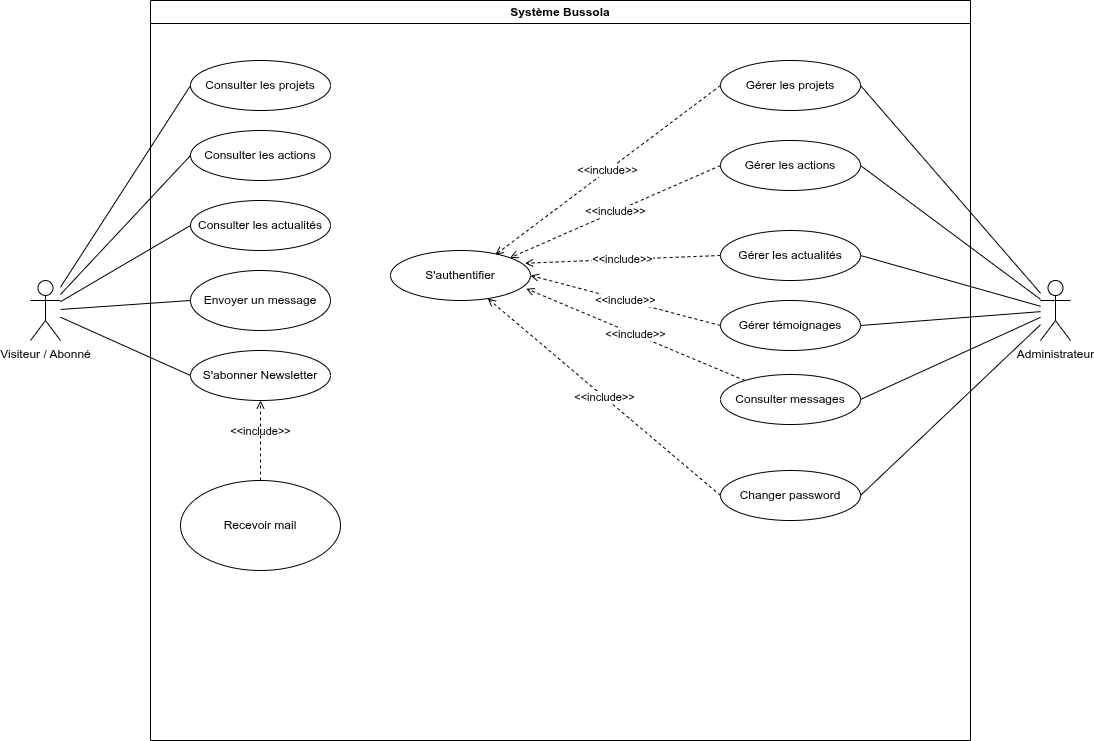 Système Bussola
Consulter les projets
Consulter les actions
Consulter les actualités
Envoyer un message
S'abonner Newsletter
<<include>>
Recevoir mail
Visiteur / Abonné
S'authentifier
<<include>>
<<include>>
<<include>>
<<include>>
<<include>>
<<include>>
Gérer les projets
Gérer les actions
Gérer les actualités
Gérer témoignages
Consulter messages
Changer password
Administrateur